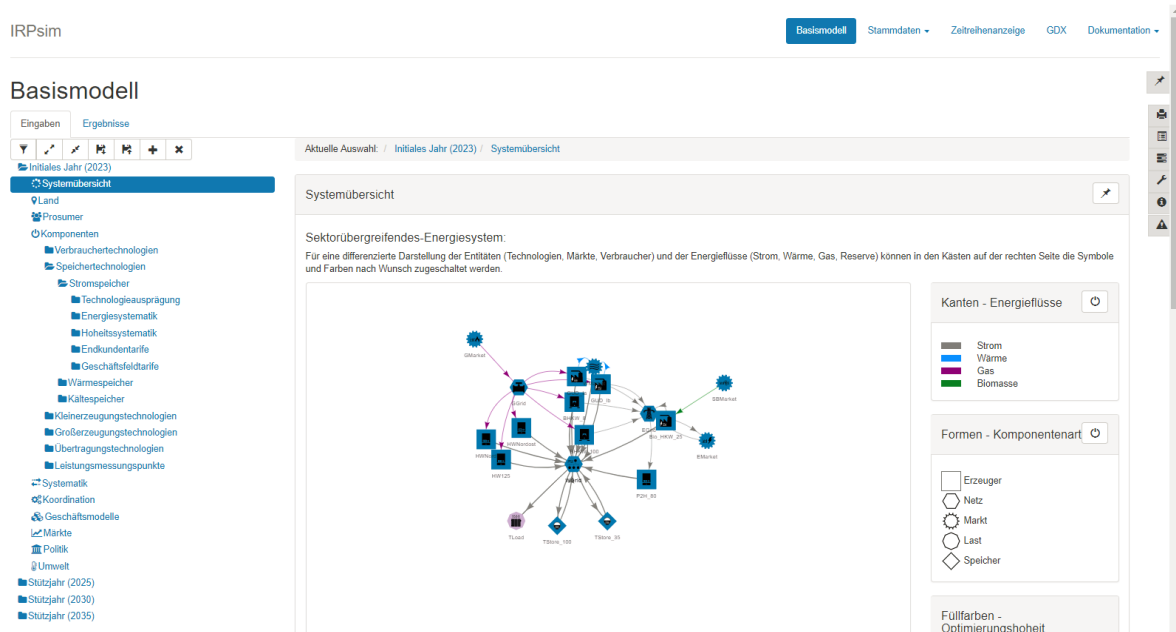 IRPsim
Basismodell Stammdaten Zeitreihenanzeige GDX Dokumentation
Basismodell
Eingaben Ergebnisse
Aktuelle Auswahl: / Initiales Jahr (2023) / Systemübersicht
Initiales Jahr (2023)
Systemübersicht
Land
Prosumer
Komponenten
Verbrauchertechnologien
Speichertechnologien
Stromspeicher
Technologieausprägung
Energiesystematik
Hoheitssystematik
Endkundentarife
Geschäftsfeldtarife
Wärmespeicher
Kältespeicher
Kleinerzeugungstechnologien
Großerzeugungstechnologien
Übertragungstechnologien
Leistungsmessungspunkte
Systematik
Koordination
Geschäftsmodelle
Märkte
Politik
Umwelt
Stützjahr (2025)
Stützjahr (2030)
Stützjahr (2035)
Systemübersicht
Sektorübergreifendes-Energiesystem:
Für eine differenzierte Darstellung der Entitäten (Technologien, Märkte, Verbraucher) und der Energieflüsse (Strom, Wärme, Gas, Reserve) können in den Kästen auf der rechten Seite die Symbole
und Farben nach Wunsch zugeschaltet werden.
GMarket
GGrid
SBMarket
Bio_HKW_25
BMarket
HW125
P2H_60
TLoad
TStore_100
TStore_35
Kanten - Energieflüsse
Strom
Wärme
Gas
Biomasse
Formen - Komponentenart
Erzeuger
Netz
Markt
Last
Speicher
Füllfarben -
Optimierungshoheit